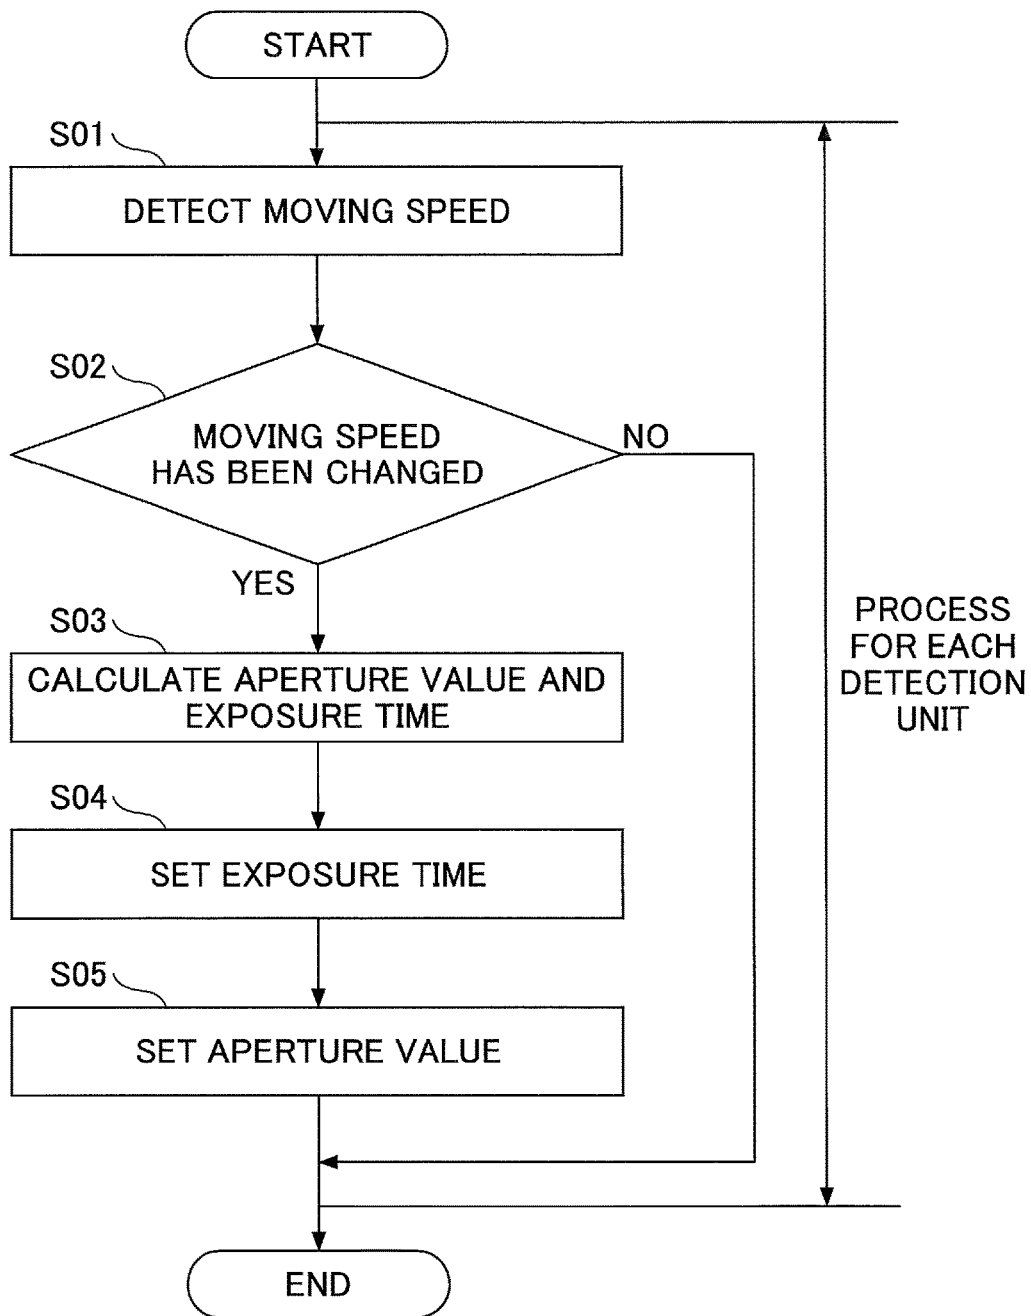 START
S01
DETECT MOVING SPEED
S02
MOVING SPEED
HAS BEEN CHANGED
NO
YES
S03
CALCULATE APERTURE VALUE AND
EXPOSURE TIME
S04
SET EXPOSURE TIME
S05
SET APERTURE VALUE
END
PROCESS
FOR EACH
DETECTION
UNIT